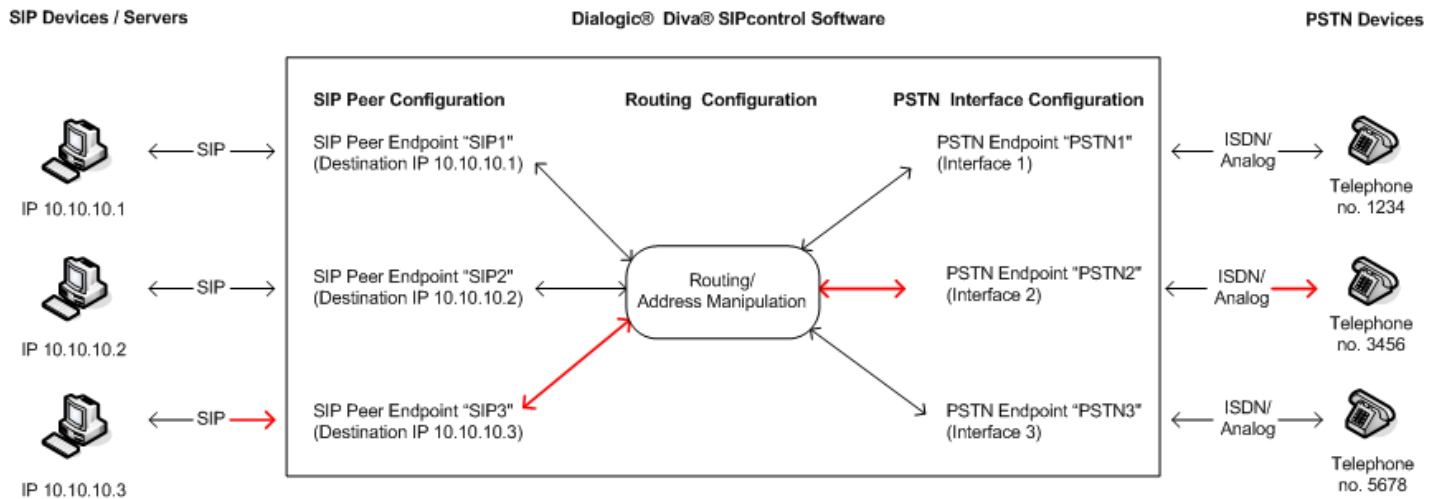 SIP Devices / Servers
Dialogic® Diva® SIPcontrol Software
PSTN Devices
SIP Peer Configuration
Routing Configuration
PSTN Interface Configuration
SIP
SIP Peer Endpoint “SIP1"
(Destination IP 10.10.10.1)
PSTN Endpoint “PSTN1”
(Interface 1)
ISDN/
Analog
IP 10.10.10.1
Telephone
no. 1234
SIP
SIP Peer Endpoint “SIP2"
(Destination IP 10.10.10.2)
Routing/
Address Manipulation
PSTN Endpoint “PSTN2”
(Interface 2)
ISDN/
Analog
IP 10.10.10.2
Telephone
no. 3456
SIP
SIP Peer Endpoint “SIP3"
(Destination IP 10.10.10.3)
PSTN Endpoint “PSTN3”
(Interface 3)
ISDN/
Analog
IP 10.10.10.3
Telephone
no. 5678